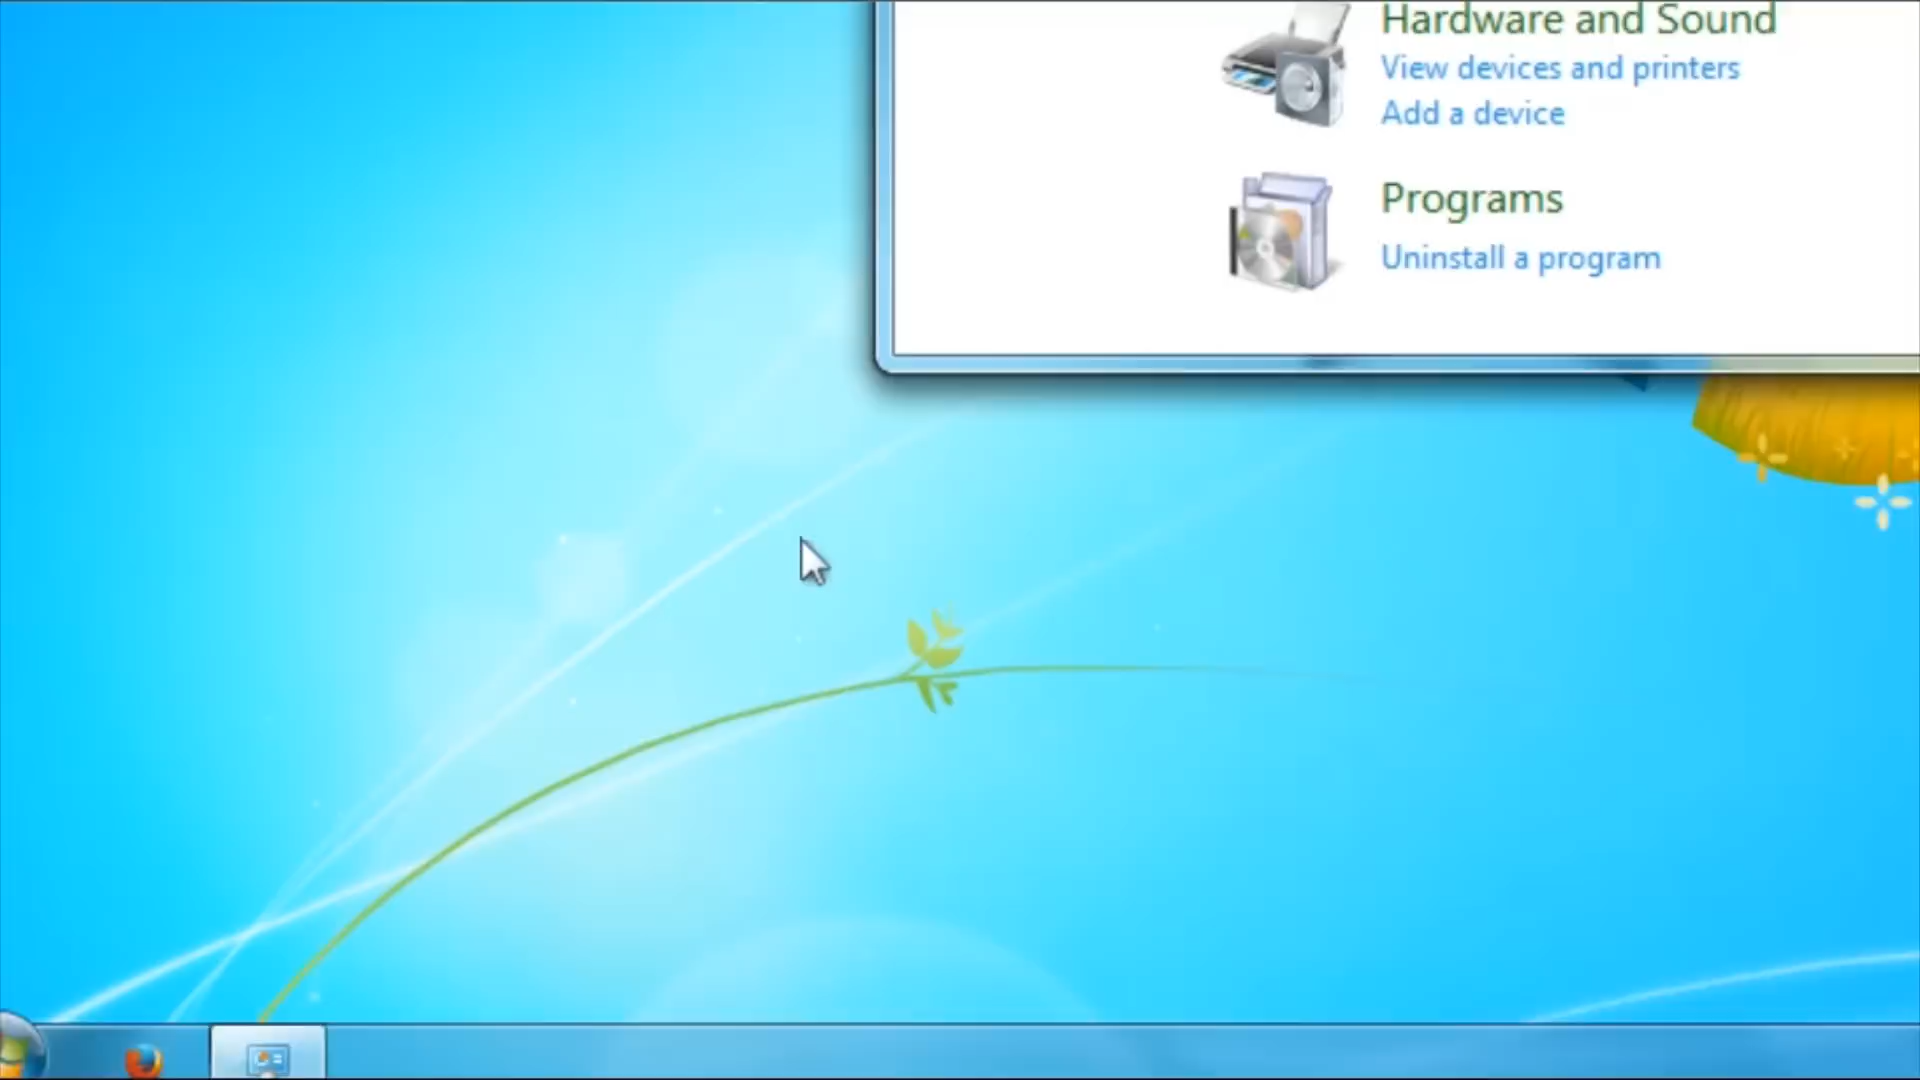 Hardware and Sound
View devices and printers
Add a device
Programs
Uninstall a program